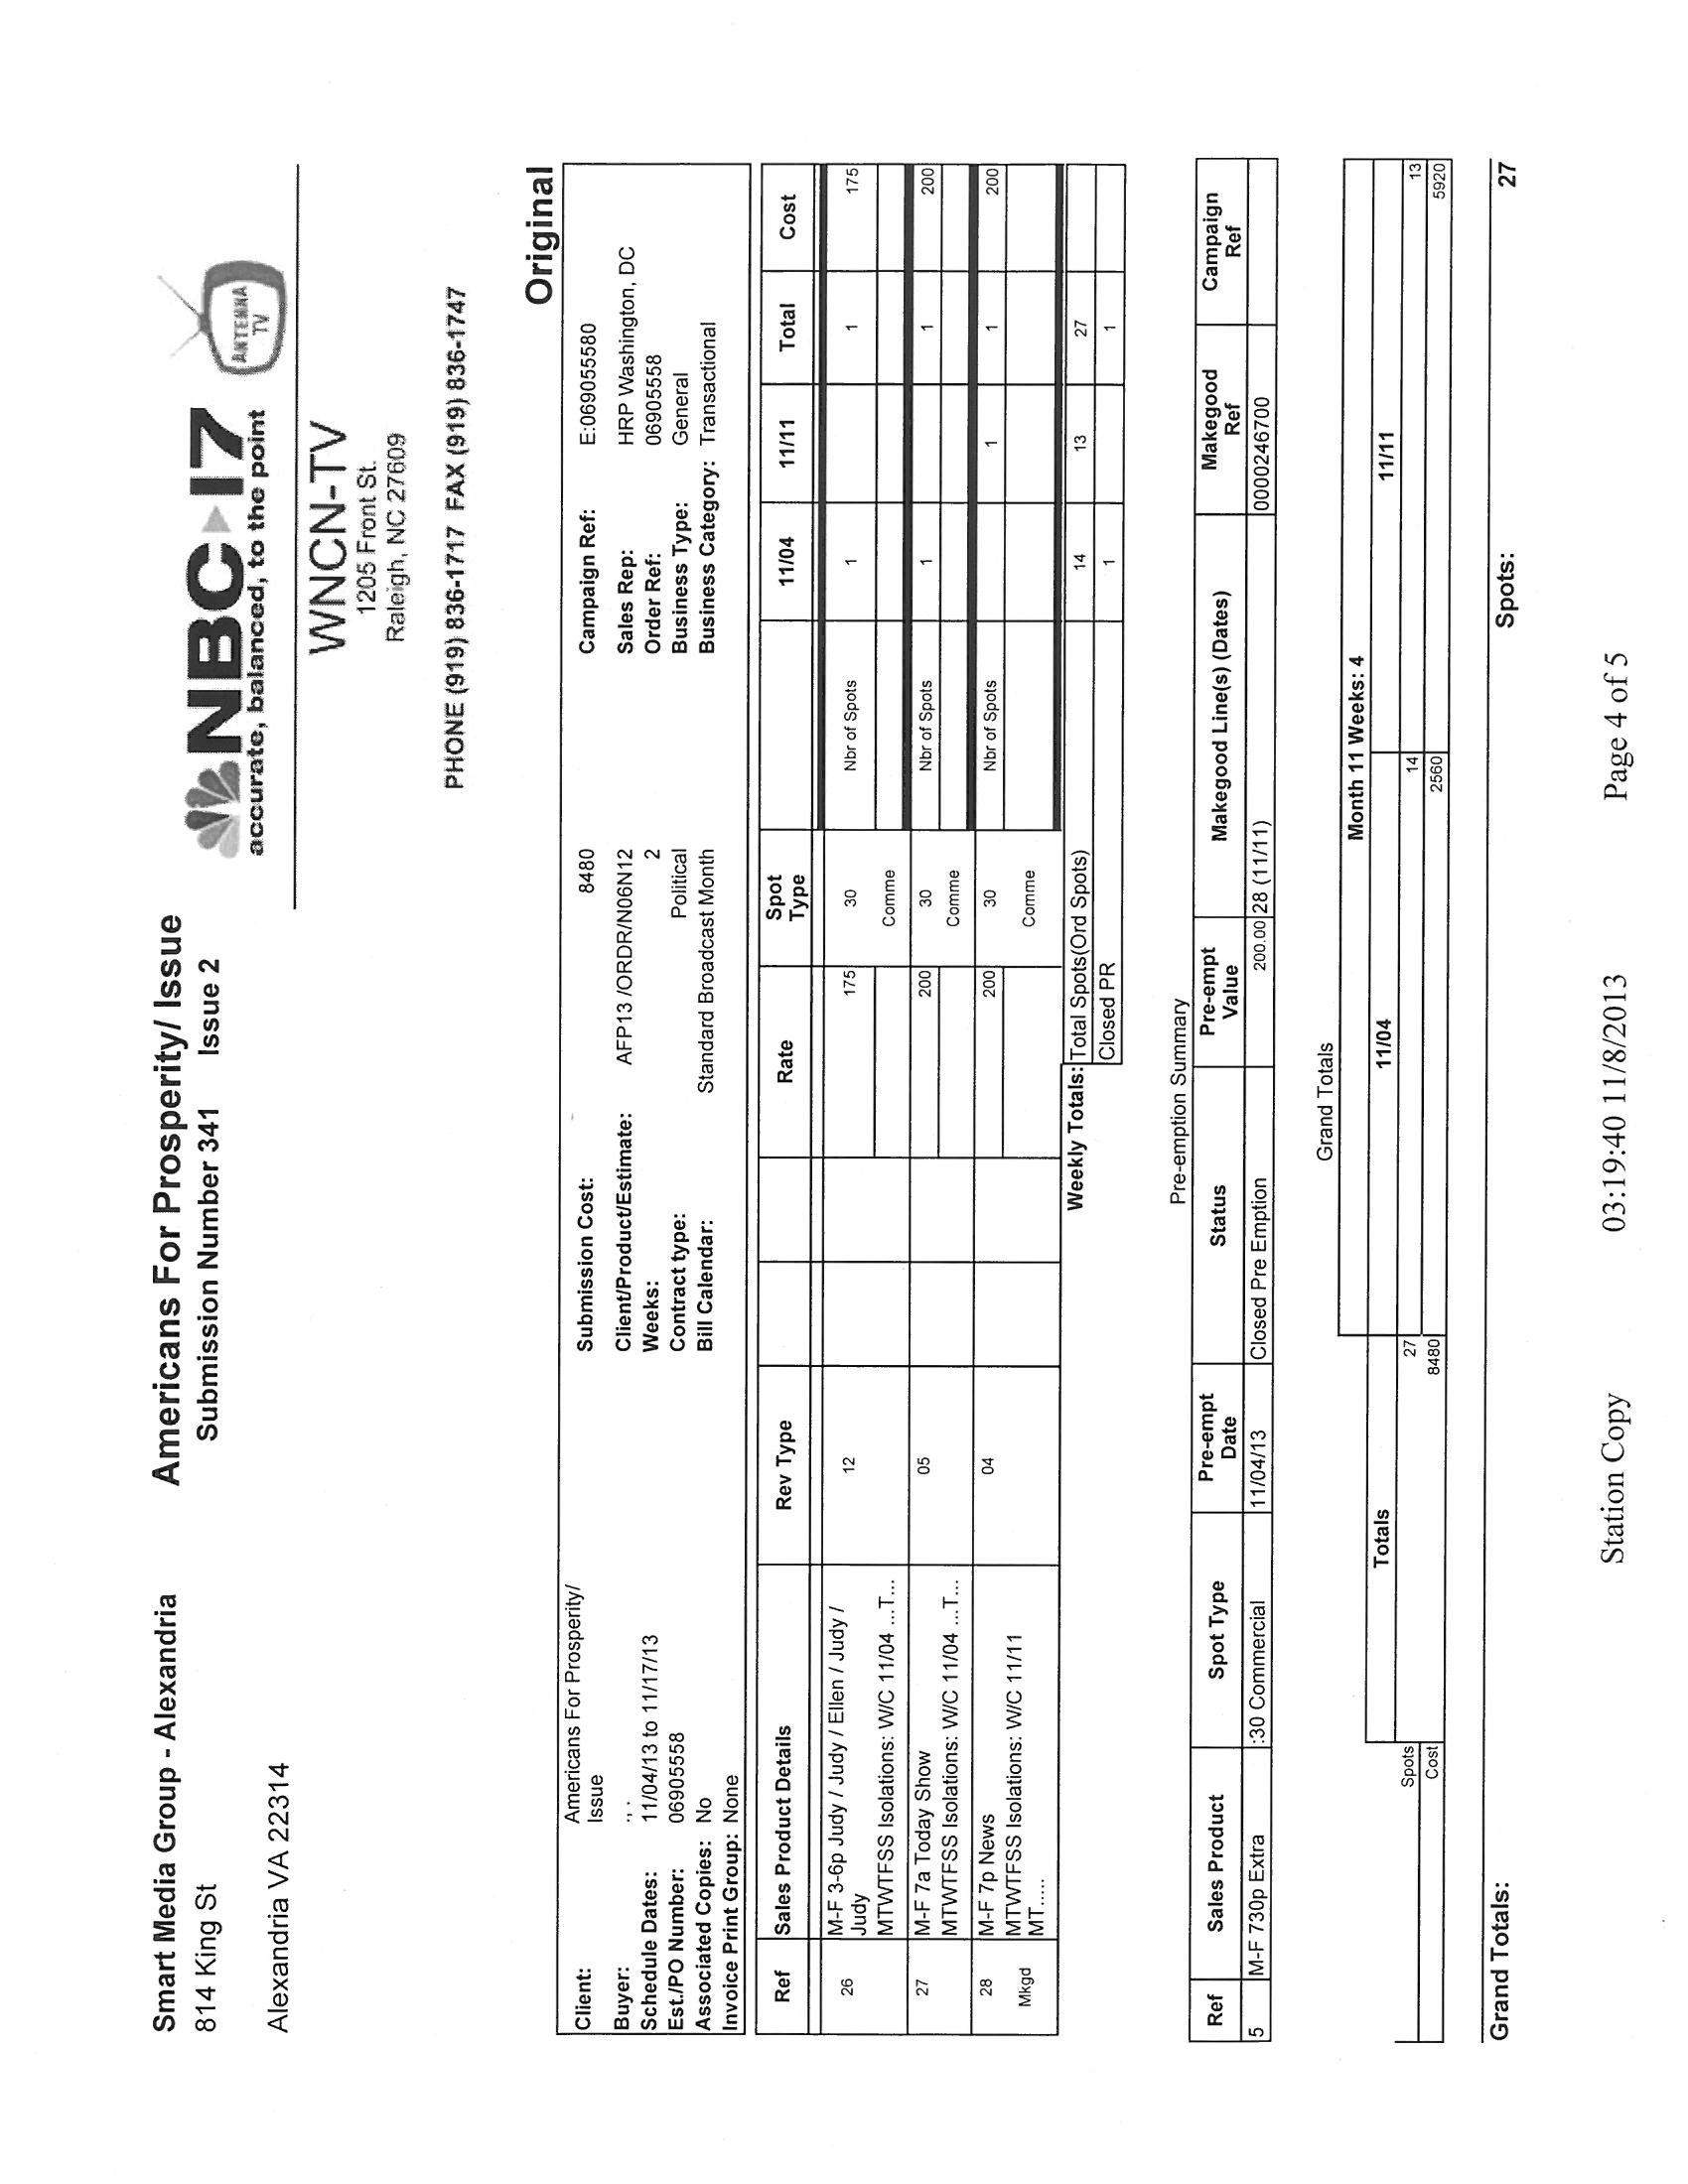 Smart Media Group - Alexandria
814 King St
Alexandria VA 22314
Americans For Prosperity/ Issue
Submission Number 341 Issue 2
NBC 17
accurate, balanced, to the point
ANTENNA TV
WNCN-TV
1205 Front St.
Raleigh, NC 27609
PHONE (919) 836-1717 FAX (919) 836-1747
Original
Client: Americans For Prosperity/ Issue
Buyer: , .
Schedule Dates: 11/04/13 to 11/17/13
Est./PO Number: 06905558
Associated Copies: No
Invoice Print Group: None
Submission Cost: 8480
Client/Product/Estimate: AFP13 /ORDR/N06N12
Weeks: 2
Contract type: Political
Bill Calendar: Standard Broadcast Month
Campaign Ref: E:069055580
Sales Rep: HRP Washington, DC
Order Ref: 06905558
Business Type: General
Business Category: Transactional
Ref Sales Product Details Rev Type Rate Spot Type 11/04 11/11 Total Cost
26 M-F 3-6p Judy / Judy / Ellen / Judy / 12 175 30 Nbr of Spots 1 1 175
Judy
MTWTFSS Isolations: W/C 11/04 ...T... Comme
27 M-F 7a Today Show 05 200 30 Nbr of Spots 1 1 200
MTWTFSS Isolations: W/C 11/04 ...T... Comme
28 M-F 7p News 04 200 30 Nbr of Spots 1 1 200
MTWTFSS Isolations: W/C 11/11
Mkgd MT..... Comme
Weekly Totals: Total Spots(Ord Spots) 14 13 27
Closed PR 1 1
Pre-emption Summary
Ref Sales Product Spot Type Pre-empt Date Status Pre-empt Value Makegood Line(s) (Dates) Makegood Ref Campaign Ref
5 M-F 730p Extra :30 Commercial 11/04/13 Closed Pre Emption 200.00 28 (11/11) 0000246700
Grand Totals
Month 11 Weeks: 4
Totals 11/04 11/11
Spots 27 14 13
Cost 8480 2560 5920
Grand Totals: Spots: 27
Station Copy 03:19:40 11/8/2013 Page 4 of 5